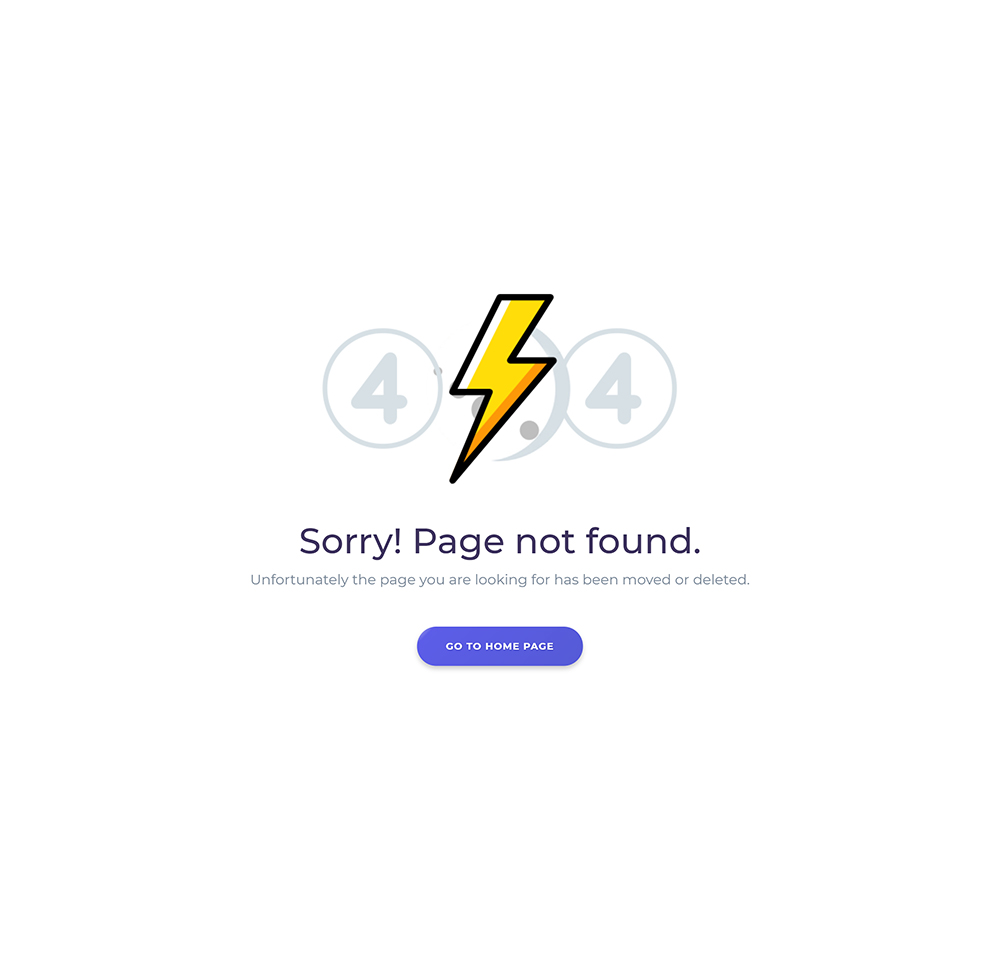 4 4
Sorry! Page not found.
Unfortunately the page you are looking for has been moved or deleted.
GO TO HOME PAGE